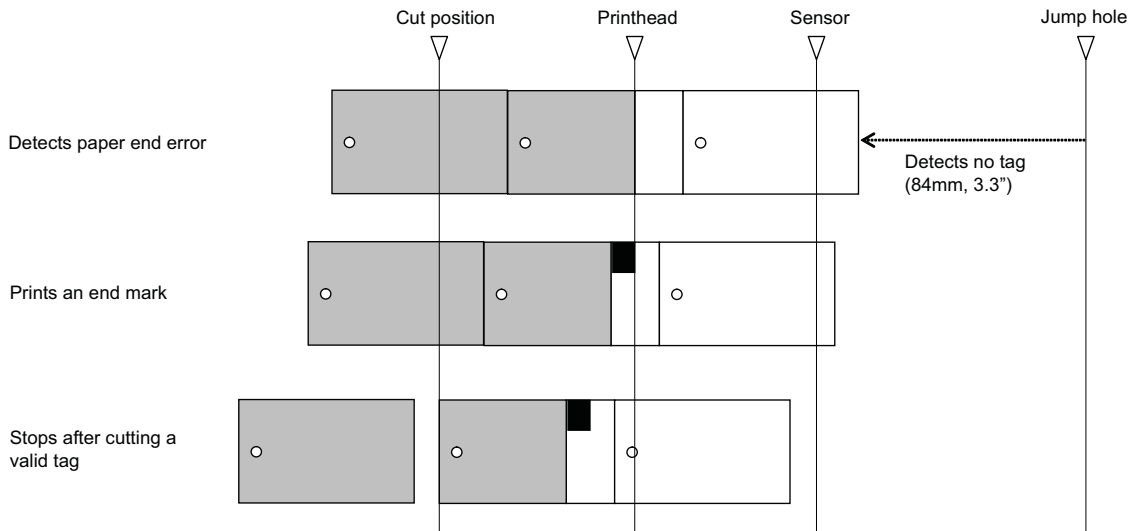 Cut position
Printhead
Sensor
Jump hole
Detects paper end error
Detects no tag
(84mm, 3.3”)
Prints an end mark
Stops after cutting a
valid tag